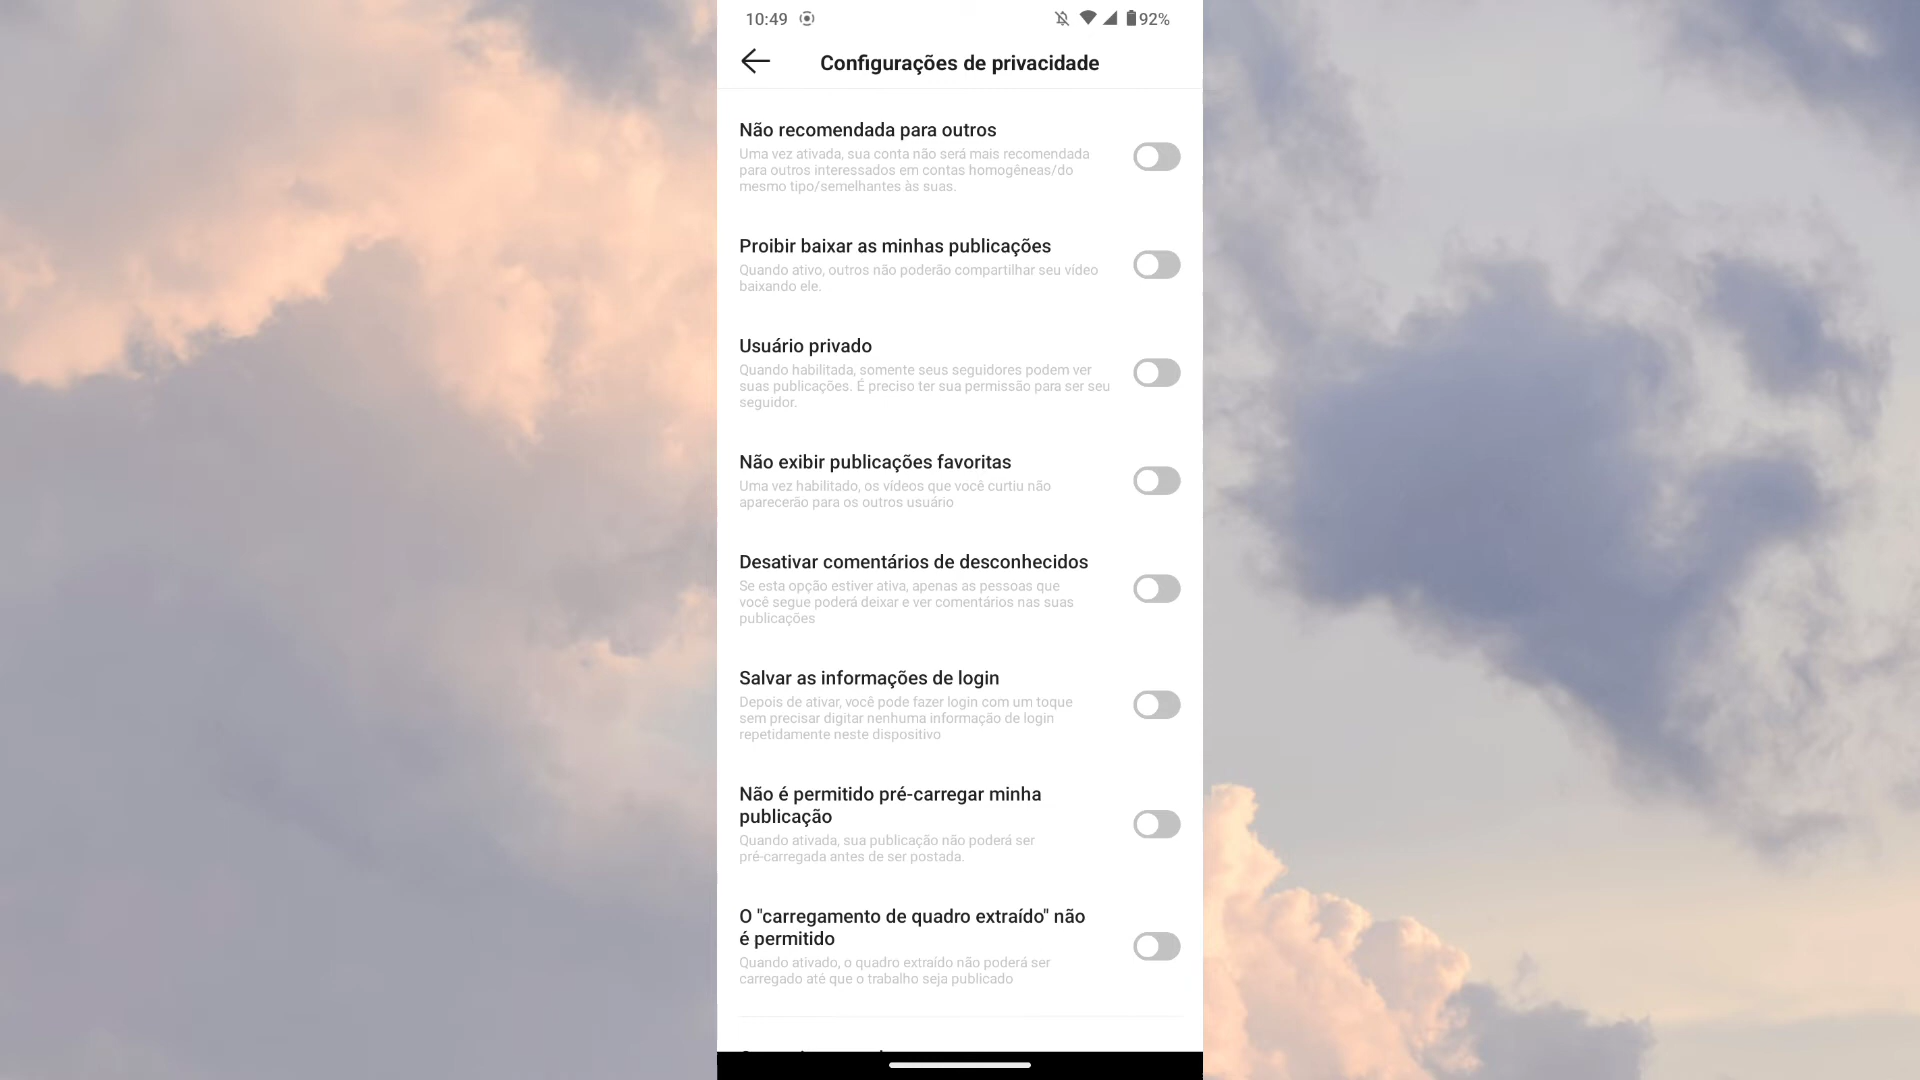 10:49
92%
Configurações de privacidade
Não recomendada para outros
Uma vez ativada, sua conta não será mais recomendada
para outros interessados em contas homogêneas/do
mesmo tipo/semelhantes às suas.
Proibir baixar as minhas publicações
Quando ativo, outros não poderão compartilhar seu vídeo
baixando ele.
Usuário privado
Quando habilitada, somente seus seguidores podem ver
suas publicações. É preciso ter sua permissão para ser seu
seguidor.
Não exibir publicações favoritas
Uma vez habilitado, os vídeos que você curtiu não
aparecerão para os outros usuário
Desativar comentários de desconhecidos
Se esta opção estiver ativa, apenas as pessoas que
você segue poderá deixar e ver comentários nas suas
publicações
Salvar as informações de login
Depois de ativar, você pode fazer login com um toque
sem precisar digitar nenhuma informação de login
repetidamente neste dispositivo
Não é permitido pré-carregar minha
publicação
Quando ativada, sua publicação não poderá ser
pré-carregada antes de ser postada.
O "carregamento de quadro extraído" não
é permitido
Quando ativado, o quadro extraído não poderá ser
carregado até que o trabalho seja publicado